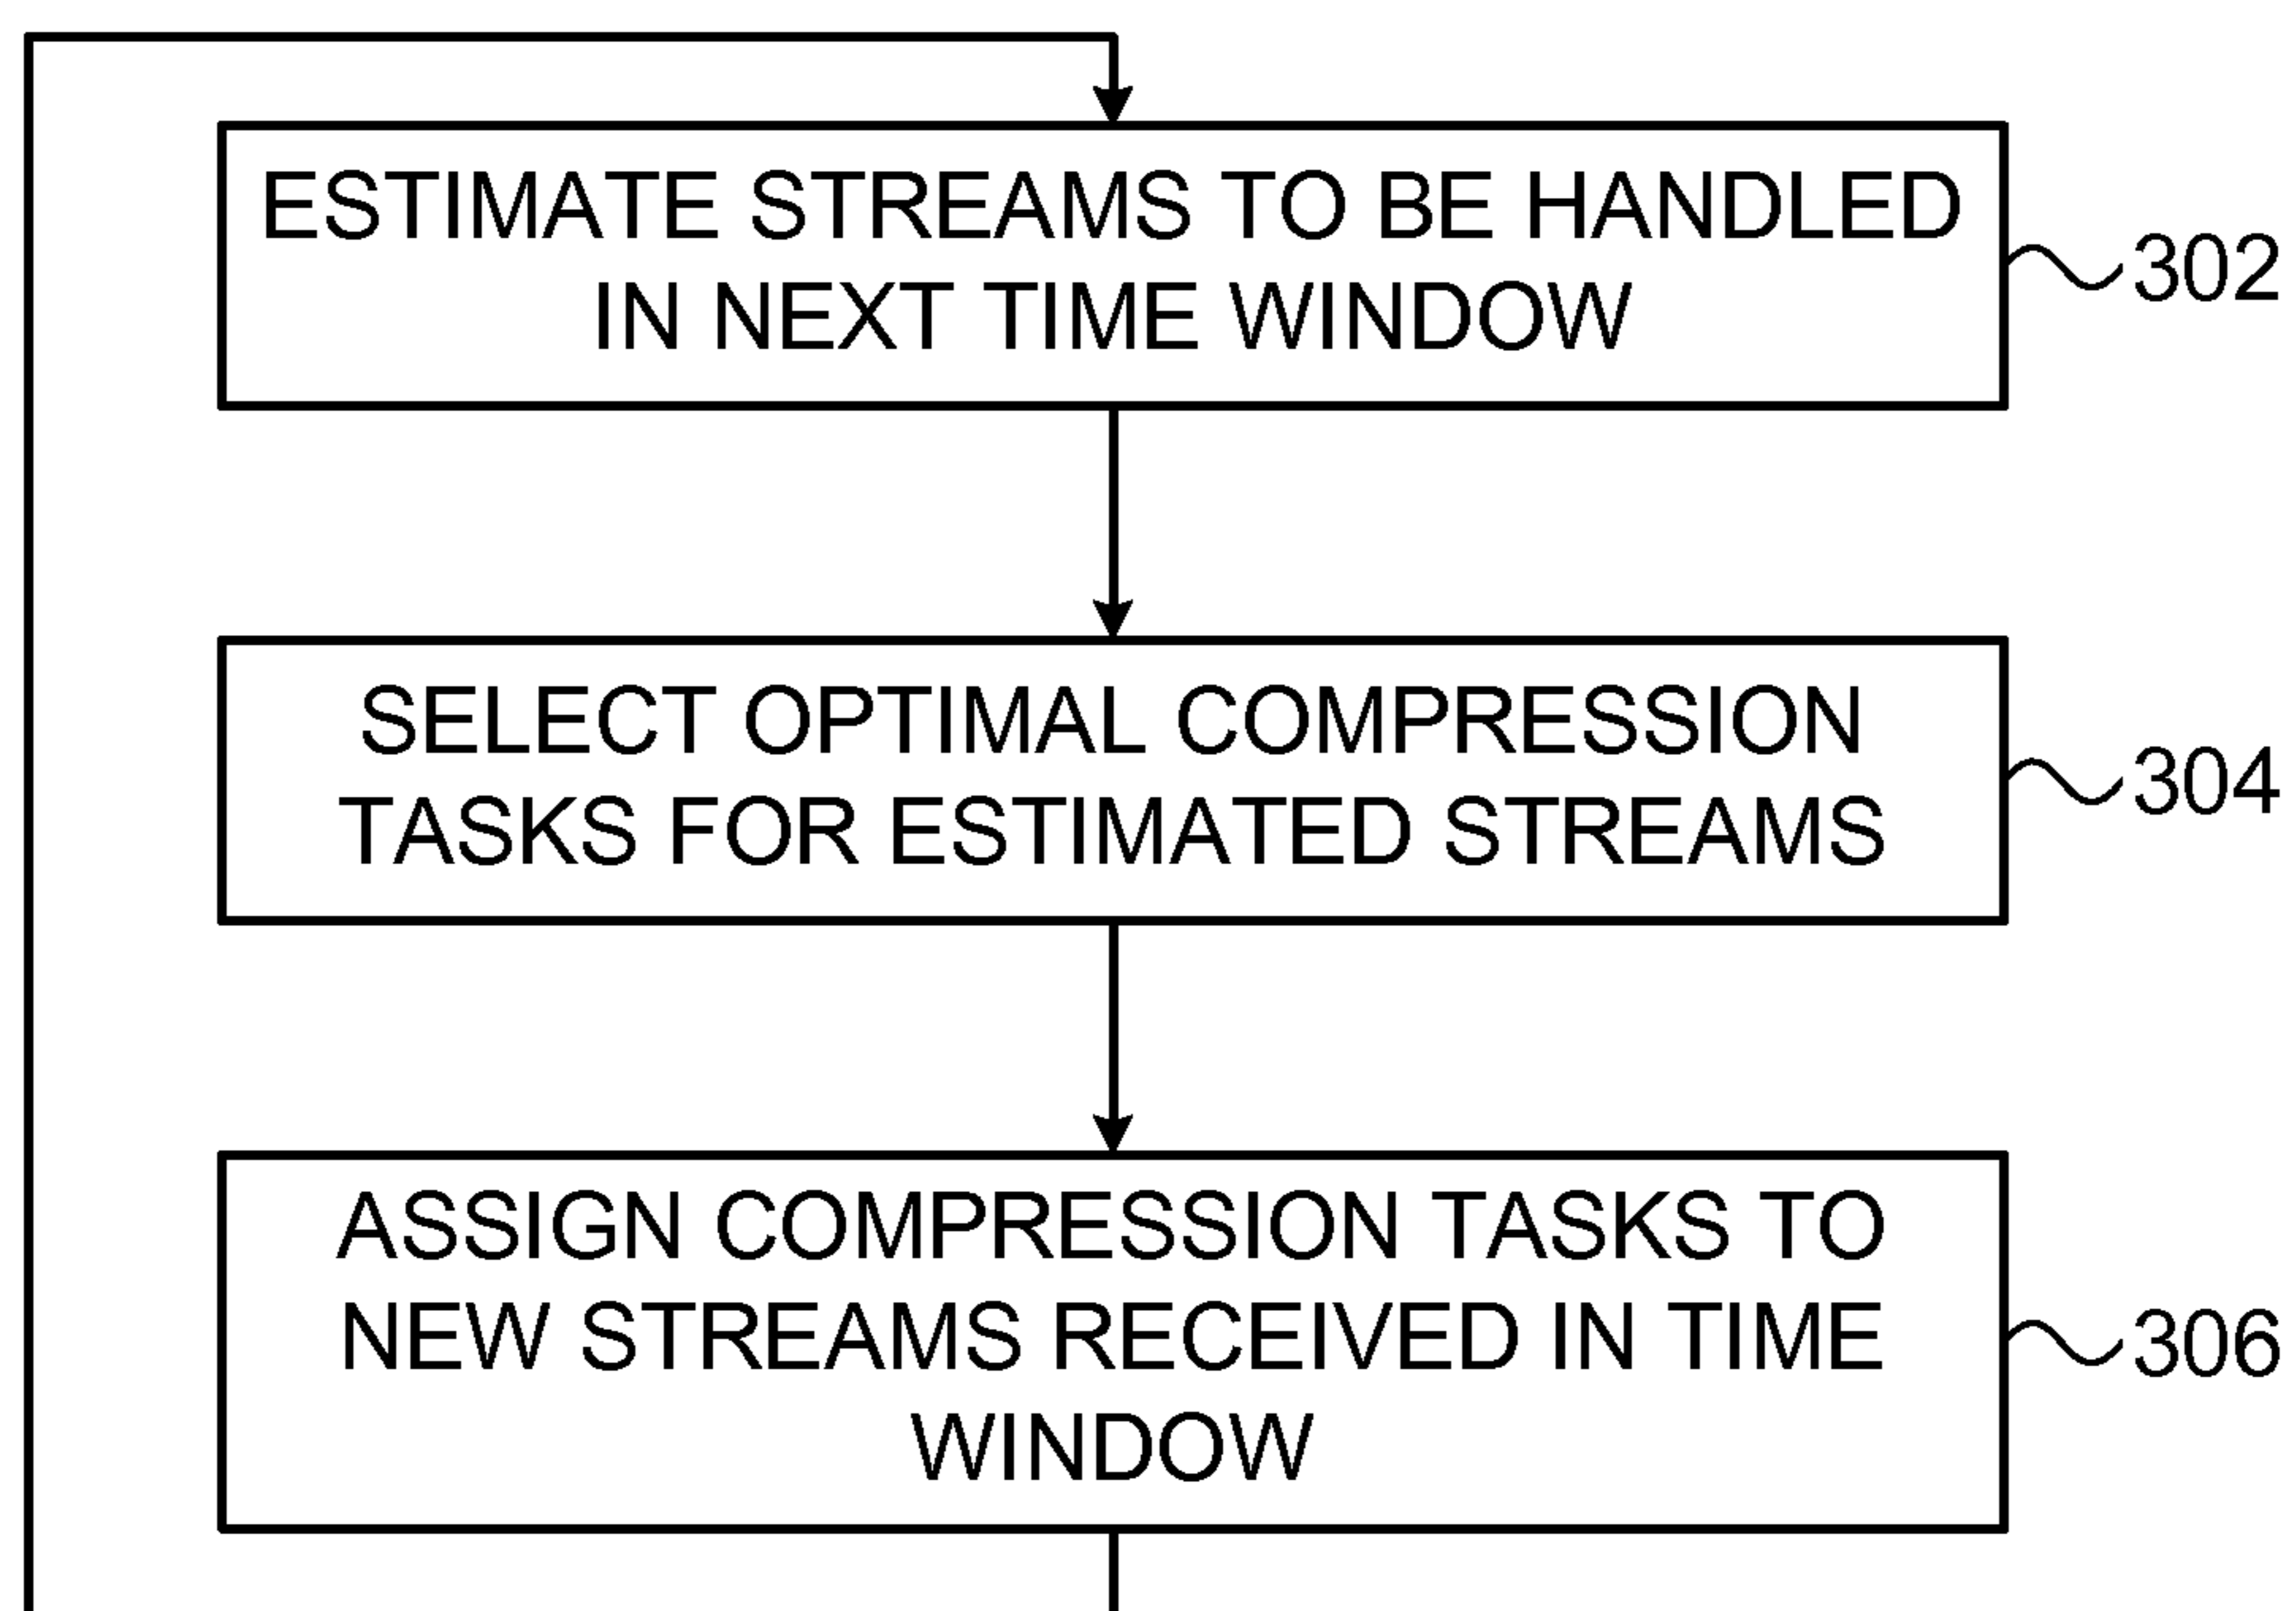 ESTIMATE STREAMS TO BE HANDLED
IN NEXT TIME WINDOW
302
SELECT OPTIMAL COMPRESSION
TASKS FOR ESTIMATED STREAMS
304
ASSIGN COMPRESSION TASKS TO
NEW STREAMS RECEIVED IN TIME
WINDOW
306